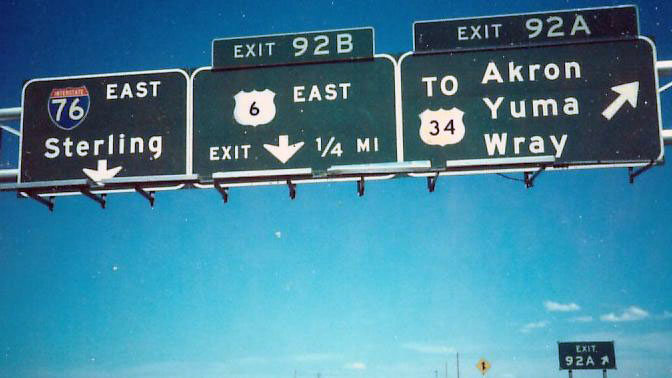 INTERSTATE
76
EAST
Sterling
EXIT 92B
6
EAST
EXIT 1/4 MI
EXIT 92A
TO
34
Akron
Yuma
Wray
EXIT
92A